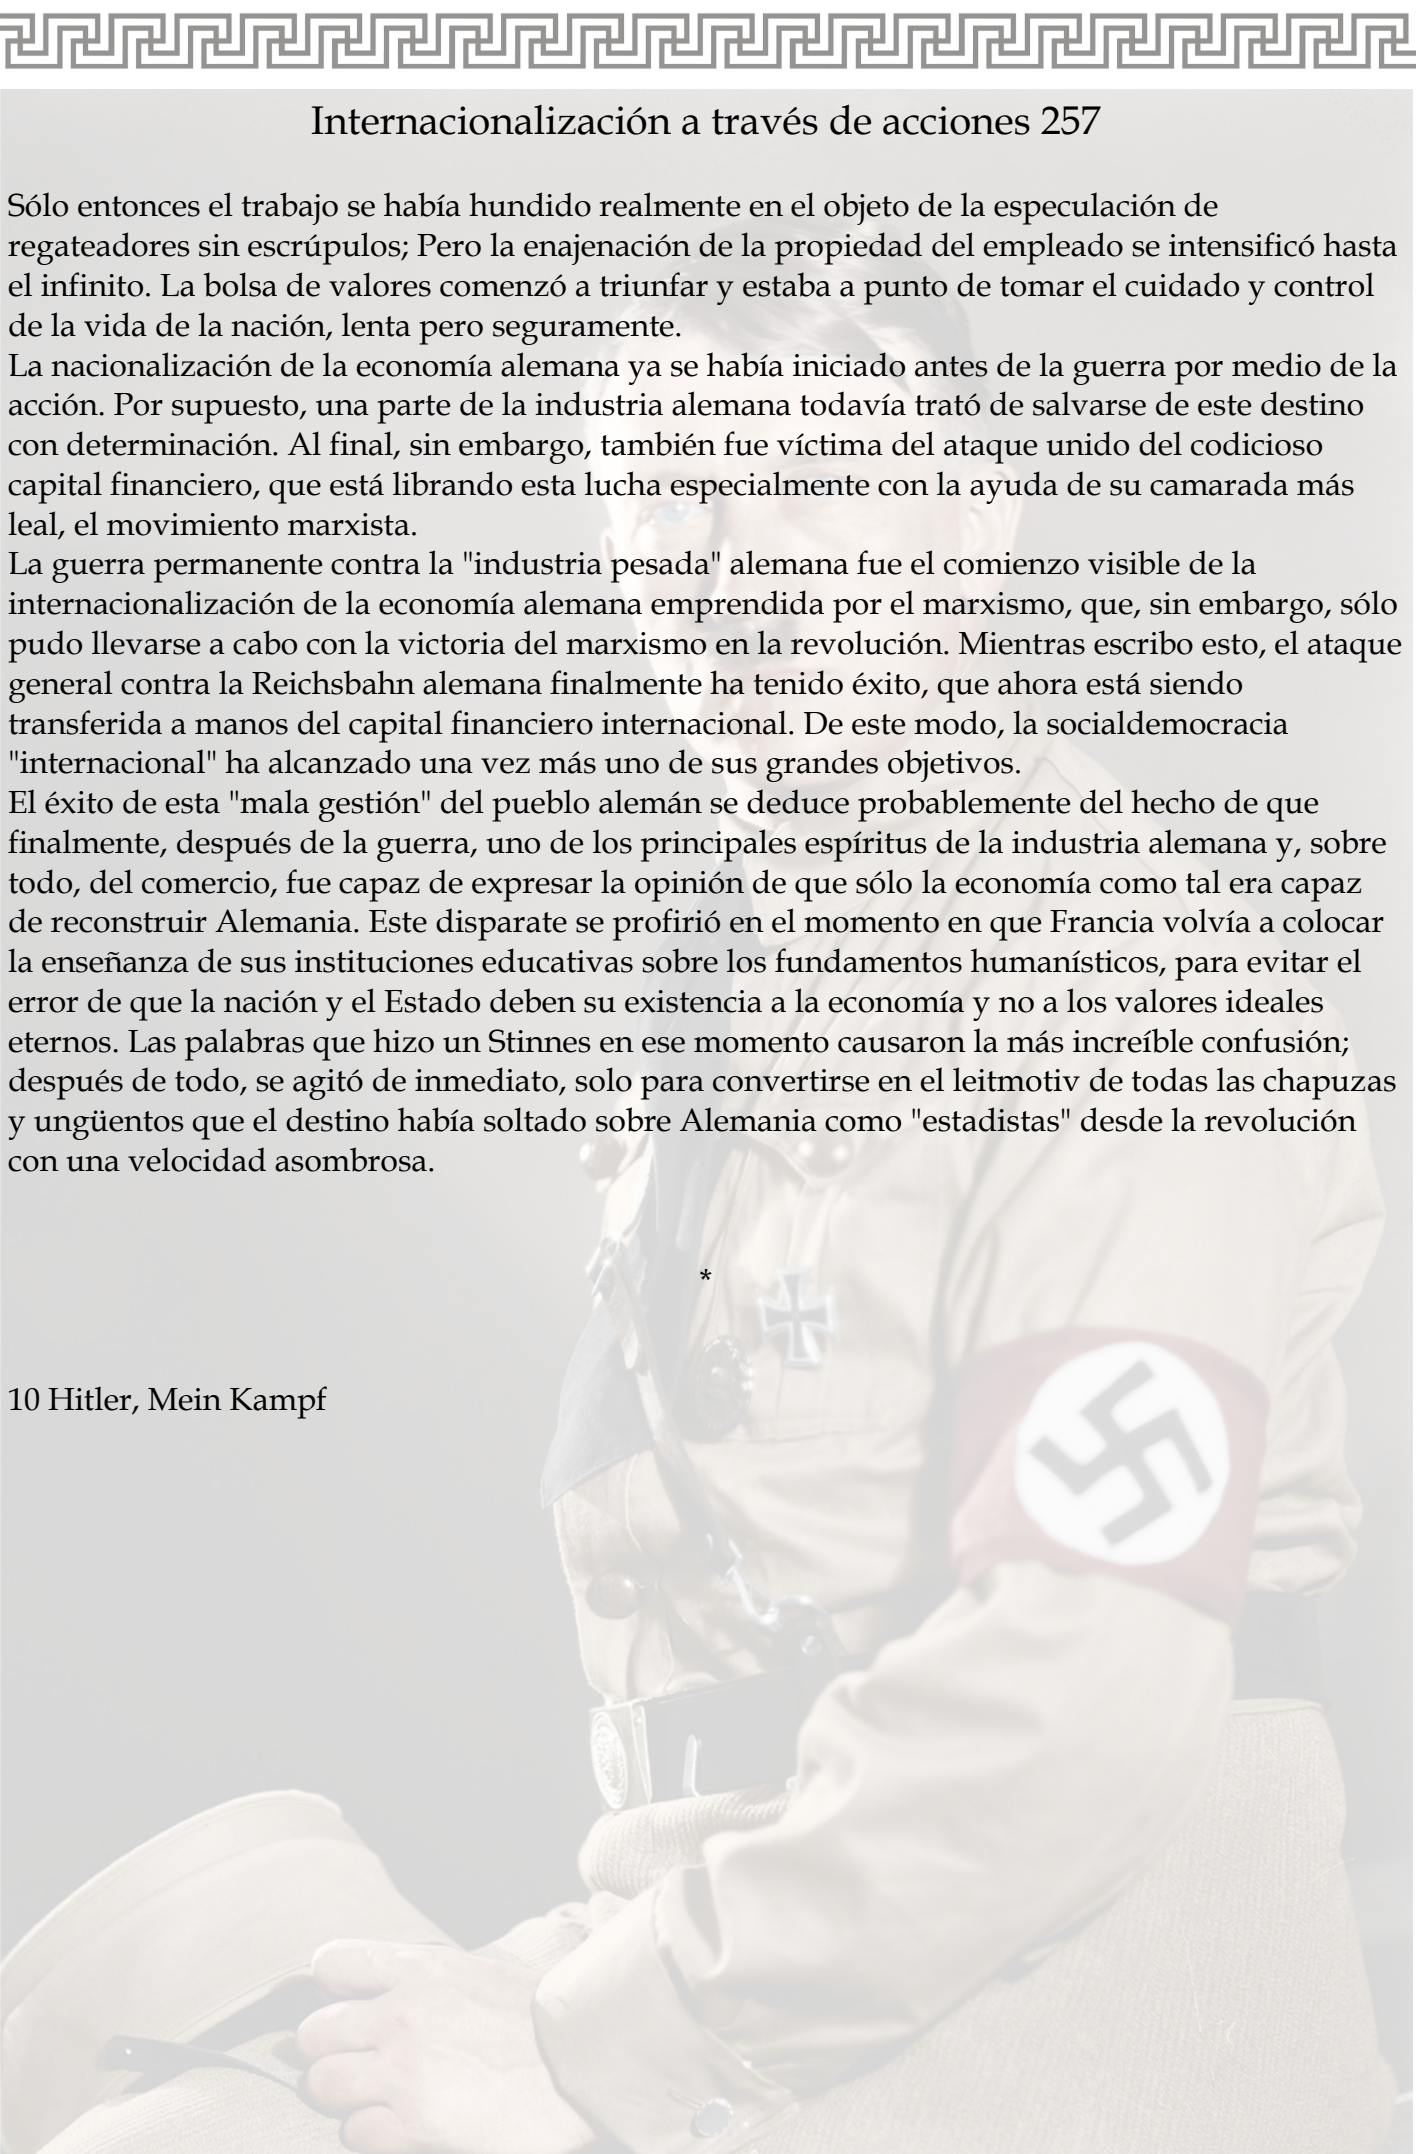 Internacionalización a través de acciones 257
Sólo entonces el trabajo se había hundido realmente en el objeto de la especulación de
regateadores sin escrúpulos; Pero la enajenación de la propiedad del empleado se intensificó hasta
el infinito. La bolsa de valores comenzó a triunfar y estaba a punto de tomar el cuidado y control
de la vida de la nación, lenta pero seguramente.
La nacionalización de la economía alemana ya se había iniciado antes de la guerra por medio de la
acción. Por supuesto, una parte de la industria alemana todavía trató de salvarse de este destino
con determinación. Al final, sin embargo, también fue víctima del ataque unido del codicioso
capital financiero, que está librando esta lucha especialmente con la ayuda de su camarada más
leal, el movimiento marxista.
La guerra permanente contra la "industria pesada" alemana fue el comienzo visible de la
internacionalización de la economía alemana emprendida por el marxismo, que, sin embargo, sólo
pudo llevarse a cabo con la victoria del marxismo en la revolución. Mientras escribo esto, el ataque
general contra la Reichsbahn alemana finalmente ha tenido éxito, que ahora está siendo
transferida a manos del capital financiero internacional. De este modo, la socialdemocracia
"internacional" ha alcanzado una vez más uno de sus grandes objetivos.
El éxito de esta "mala gestión" del pueblo alemán se deduce probablemente del hecho de que
finalmente, después de la guerra, uno de los principales espíritus de la industria alemana y, sobre
todo, del comercio, fue capaz de expresar la opinión de que sólo la economía como tal era capaz
de reconstruir Alemania. Este disparate se profirió en el momento en que Francia volvía a colocar
la enseñanza de sus instituciones educativas sobre los fundamentos humanísticos, para evitar el
error de que la nación y el Estado deben su existencia a la economía y no a los valores ideales
eternos. Las palabras que hizo un Stinnes en ese momento causaron la más increíble confusión;
después de todo, se agitó de inmediato, solo para convertirse en el leitmotiv de todas las chapuzas
y ungüentos que el destino había soltado sobre Alemania como "estadistas" desde la revolución
con una velocidad asombrosa.
*
10 Hitler, Mein Kampf